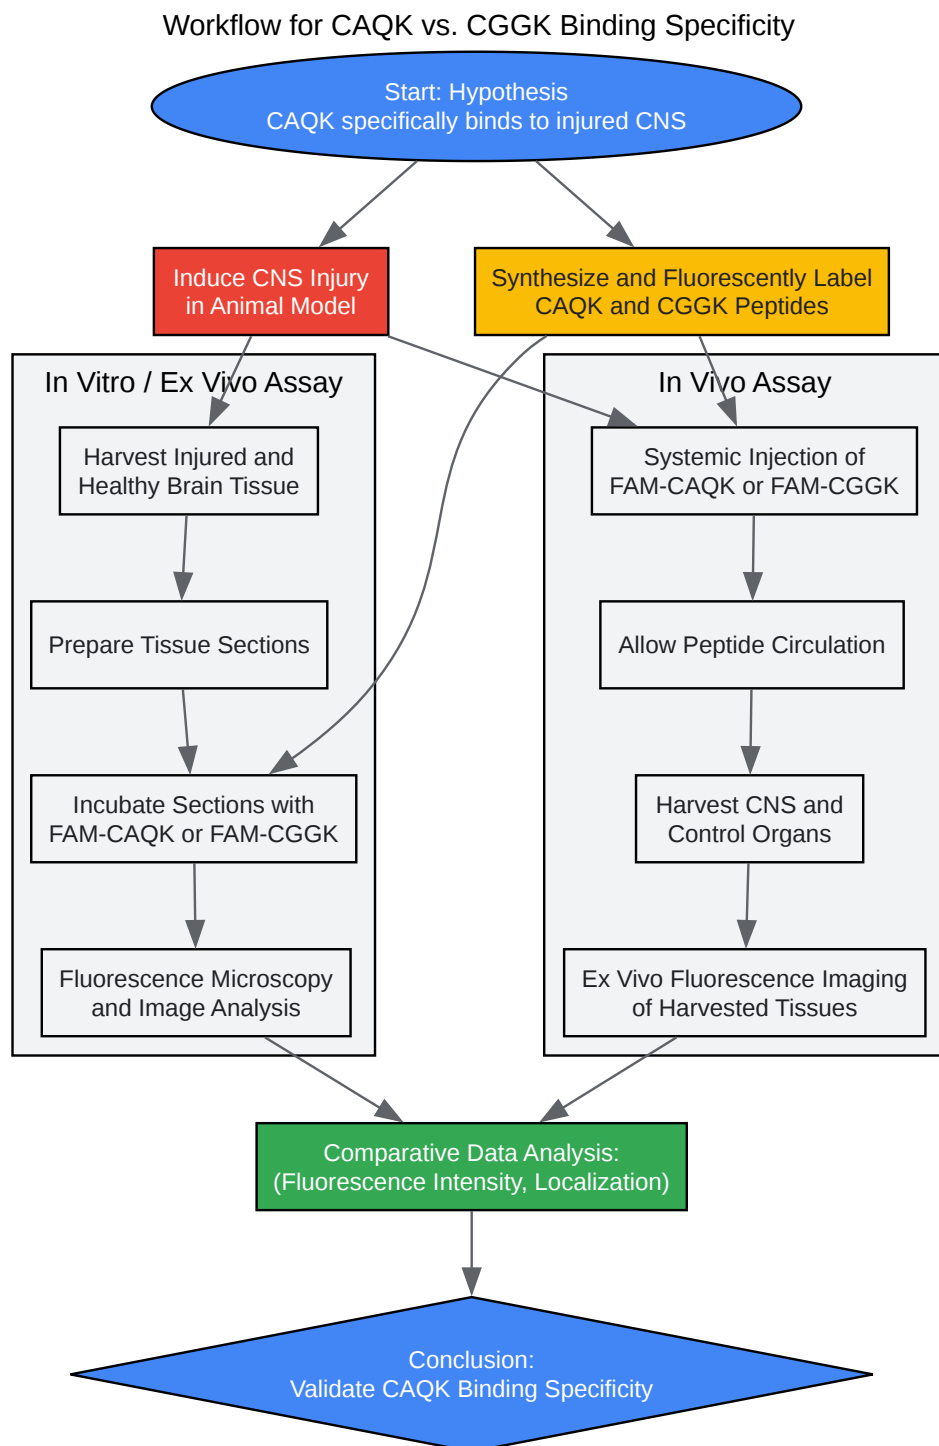 Workflow for CAQK vs. CGGK Binding Specificity
Start: Hypothesis
CAQK specifically binds to injured CNS
Induce CNS Injury
in Animal Model
Synthesize and Fluorescently Label
CAQK and CGGK Peptides
In Vitro / Ex Vivo Assay
Harvest Injured and
Healthy Brain Tissue
Prepare Tissue Sections
Incubate Sections with
FAM-CAQK or FAM-CGGK
Fluorescence Microscopy
and Image Analysis
In Vivo Assay
Systemic Injection of
FAM-CAQK or FAM-CGGK
Allow Peptide Circulation
Harvest CNS and
Control Organs
Ex Vivo Fluorescence Imaging
of Harvested Tissues
Comparative Data Analysis:
(Fluorescence Intensity, Localization)
Conclusion:
Validate CAQK Binding Specificity